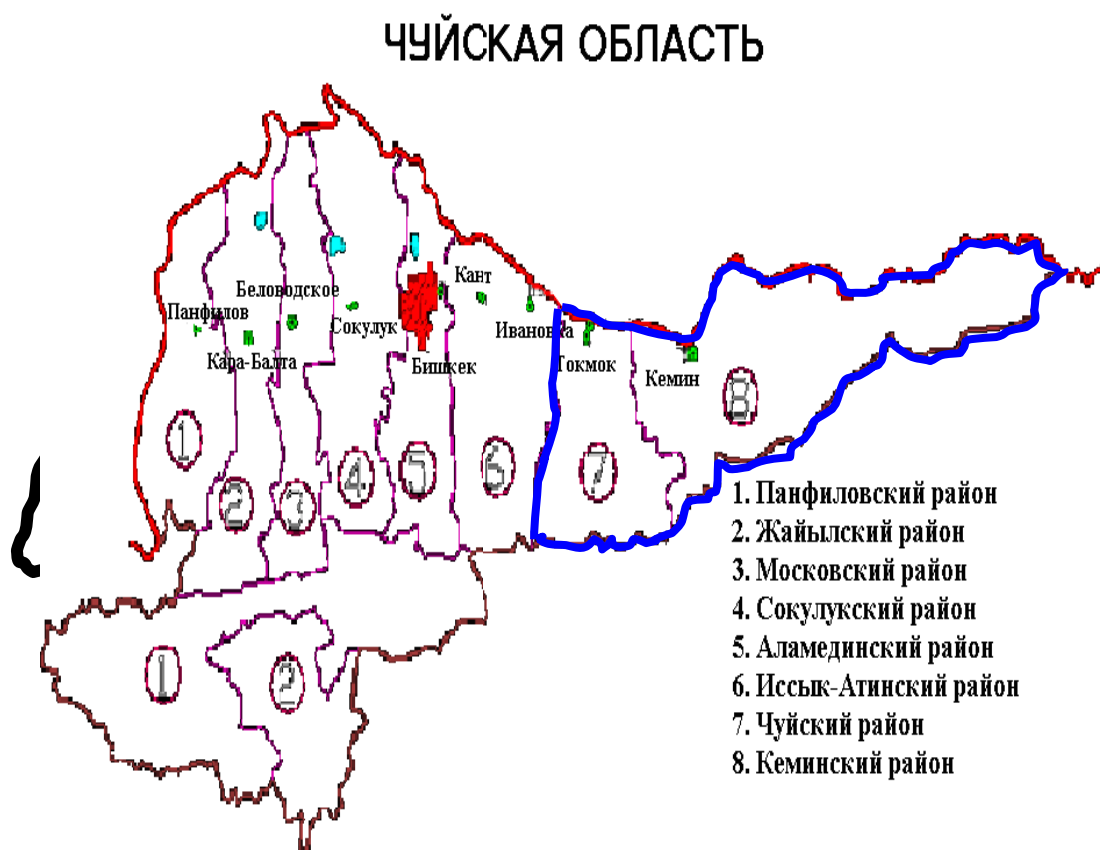 ЧУЙСКАЯ ОБЛАСТЬ
Кант
Беловодское
Панфилов
Сокулук
Ивановка
Кара-Балта
Бишкек
Токмок
Кемин
1
2
3
4
5
6
7
8
1
2
1. Панфиловский район
2. Жайылский район
3. Московский район
4. Сокулукский район
5. Аламединский район
6. Иссык-Атинский район
7. Чуйский район
8. Кеминский район